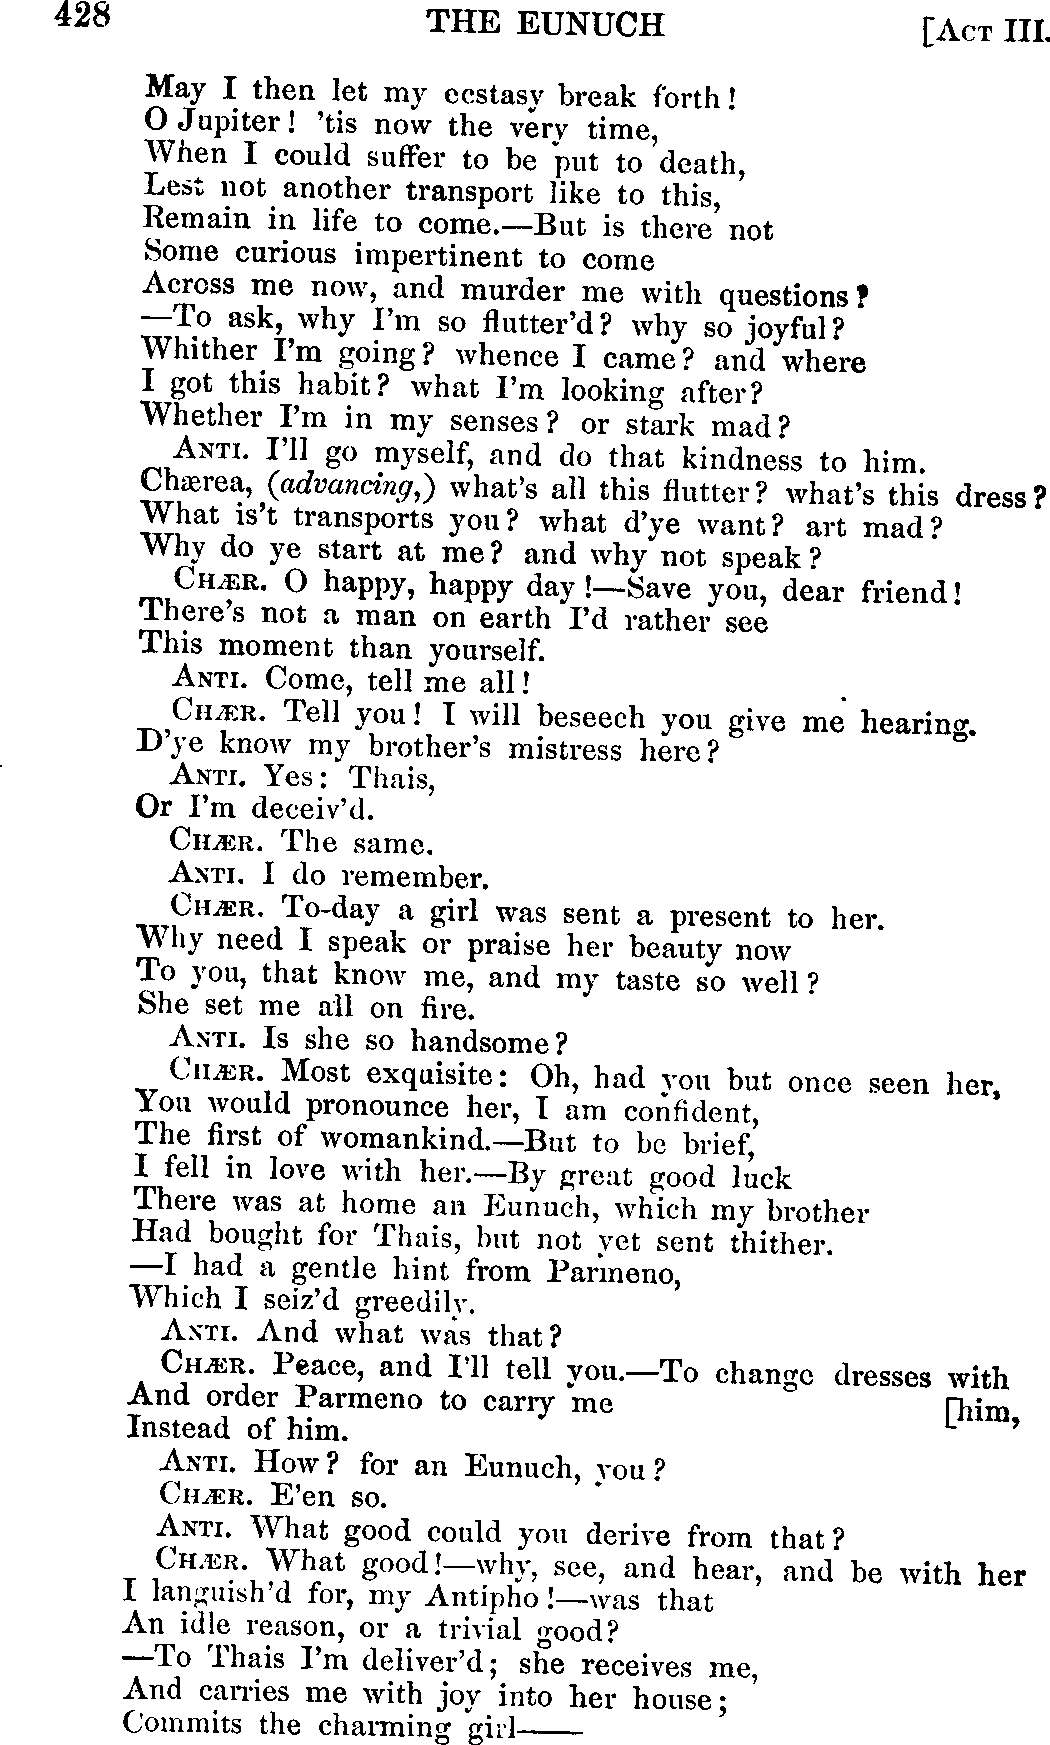 428 THE EUNUCH [ACT III.
May I then let my ecstasy break forth!
O Jupiter! 'tis now the very time,
When I could suffer to be put to death,
Lest not another transport like to this,
Remain in life to come.—But is there not
Some curious impertinent to come
Across me now, and murder me with questions?
—To ask, why I'm so flutter'd? why so joyful?
Whither I'm going? whence I came? and where
I got this habit? what I'm looking after?
Whether I'm in my senses? or stark mad?
ANTI. I'll go myself, and do that kindness to him.
Chærea, (advancing,) what's all this flutter? what's this dress?
What is't transports you? what d'ye want? art mad?
Why do ye start at me? and why not speak?
CHÆR. O happy, happy day!—Save you, dear friend!
There's not a man on earth I'd rather see
This moment than yourself.
ANTI. Come, tell me all!
CHÆR. Tell you! I will beseech you give me hearing.
D'ye know my brother's mistress here?
ANTI. Yes: Thais,
Or I'm deceiv'd.
CHÆR. The same.
ANTI. I do remember.
CHÆR. To-day a girl was sent a present to her.
Why need I speak or praise her beauty now
To you, that know me, and my taste so well?
She set me all on fire.
ANTI. Is she so handsome?
CHÆR. Most exquisite: Oh, had you but once seen her,
You would pronounce her, I am confident,
The first of womankind.—But to be brief,
I fell in love with her.—By great good luck
There was at home an Eunuch, which my brother
Had bought for Thais, but not yet sent thither.
—I had a gentle hint from Parmeno,
Which I seiz'd greedily.
ANTI. And what was that?
CHÆR. Peace, and I'll tell you.—To change dresses with
And order Parmeno to carry me [him,
Instead of him.
ANTI. How? for an Eunuch, you?
CHÆR. E'en so.
ANTI. What good could you derive from that?
CHÆR. What good!—why, see, and hear, and be with her
I languish'd for, my Antipho!—was that
An idle reason, or a trivial good?
—To Thais I'm deliver'd; she receives me,
And carries me with joy into her house;
Commits the charming girl——